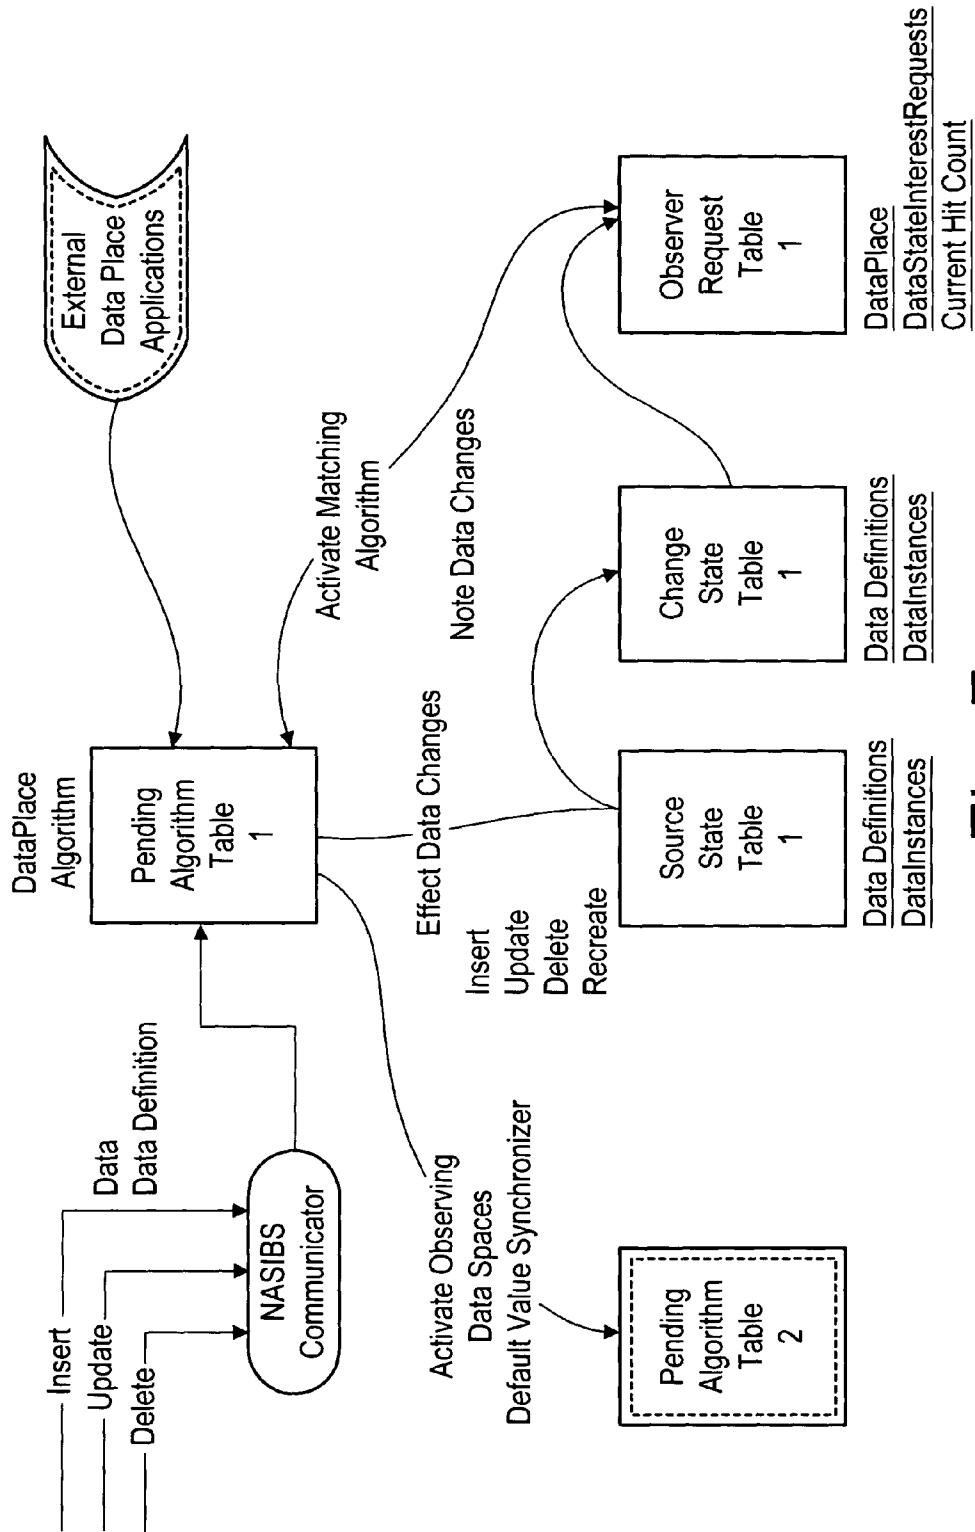 Insert
Update
Delete
Data
Data Definition
NASIBS
Communicator
DataPlace
Algorithm
Pending
Algorithm
Table
1
External
Data Place
Applications
Activate Matching
Algorithm
Activate Observing
Data Spaces
Default Value Synchronizer
Effect Data Changes
Insert
Update
Delete
Recreate
Note Data Changes
Pending
Algorithm
Table
2
Source
State
Table
1
Data Definitions
DataInstances
Change
State
Table
1
Data Definitions
DataInstances
Observer
Request
Table
1
DataPlace
DataStateInterestRequests
Current Hit Count